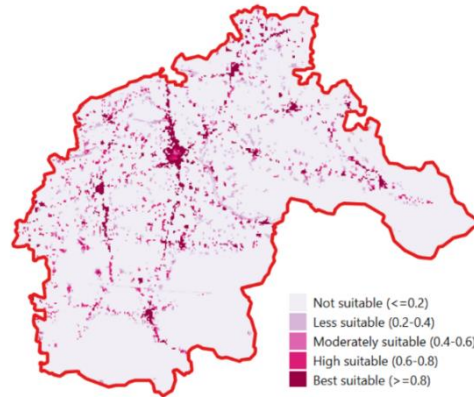 Not suitable (<=0.2)
Less suitable (0.2-0.4)
Moderately suitable (0.4-0.6)
High suitable (0.6-0.8)
Best suitable (>=0.8)